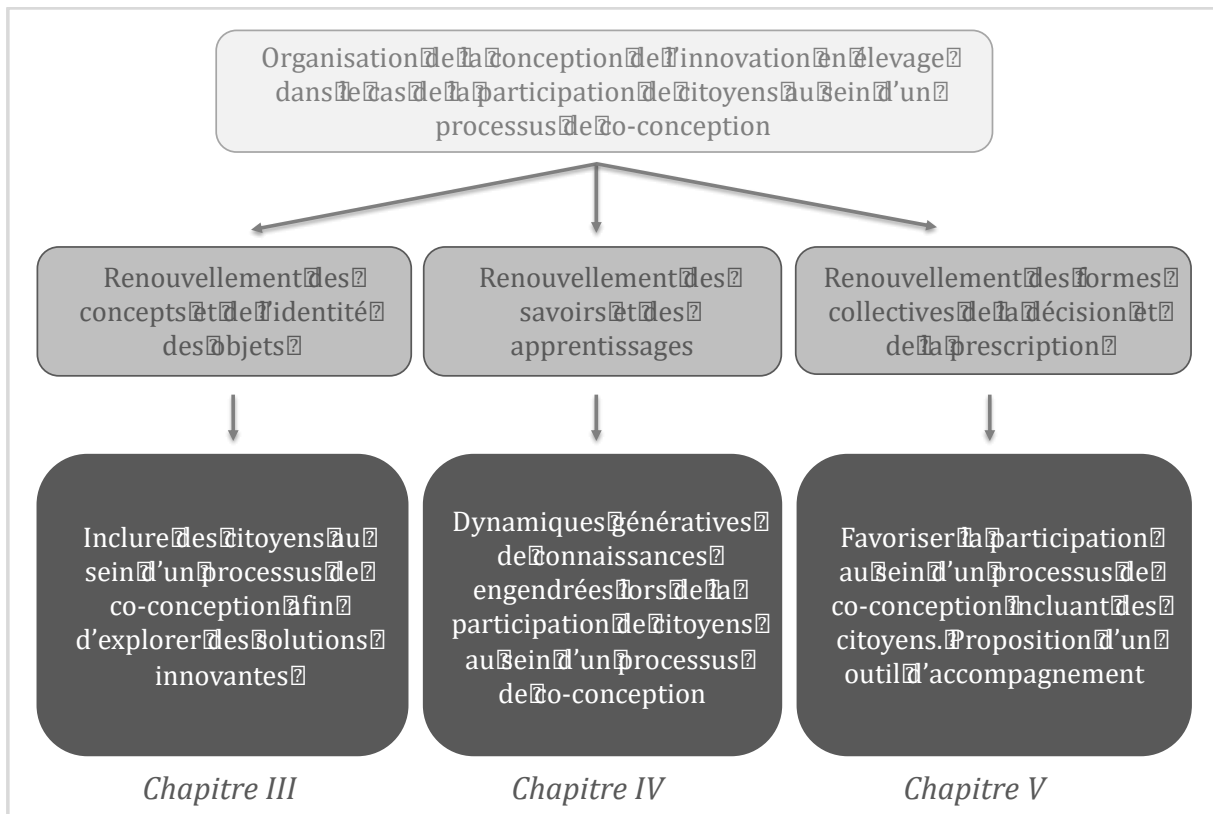 Organisation de la conception de l'innovation en élevage
dans le cas de la participation de citoyens au sein d'un
processus de co-conception
Renouvellement des
concepts et de l'identité
des objets
Renouvellement des
savoirs et des
apprentissages
Renouvellement des formes
collectives de la décision et
de la prescription
Inclure des citoyens au
sein d'un processus de
co-conception afin
d'explorer des solutions
innovantes
Dynamiques génératives
de connaissances
engendrées lors de la
participation de citoyens
au sein d'un processus
de co-conception
Favoriser la participation
au sein d'un processus de
co-conception incluant des
citoyens. Proposition d'un
outil d'accompagnement
Chapitre III
Chapitre IV
Chapitre V